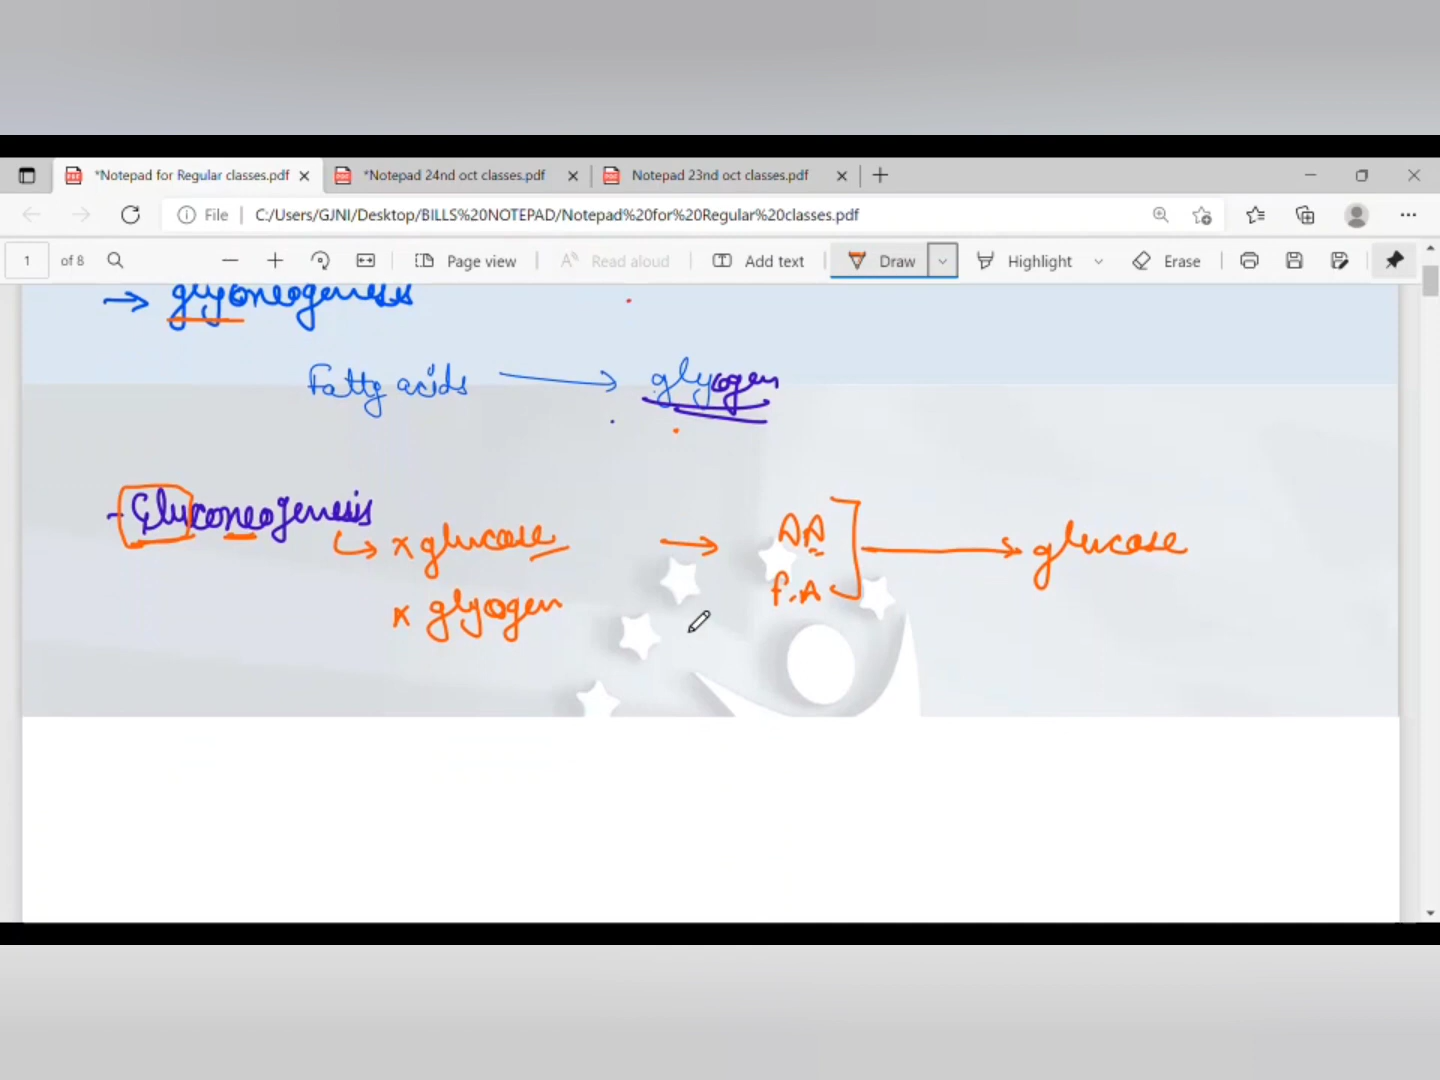 *Notepad for Regular classes.pdf
*Notepad 24nd oct classes.pdf
Notepad 23nd oct classes.pdf
File
C:/Users/GJNI/Desktop/BILLS%20NOTEPAD/Notepad%20for%20Regular%20classes.pdf
1 of 8
Page view
Read aloud
Add text
Draw
Highlight
Erase
→ glyoneogenesis
Fatty acids → glycogen
- Gluconeogenesis
x glucose → AA
f.A
→ glucose
x glyogen